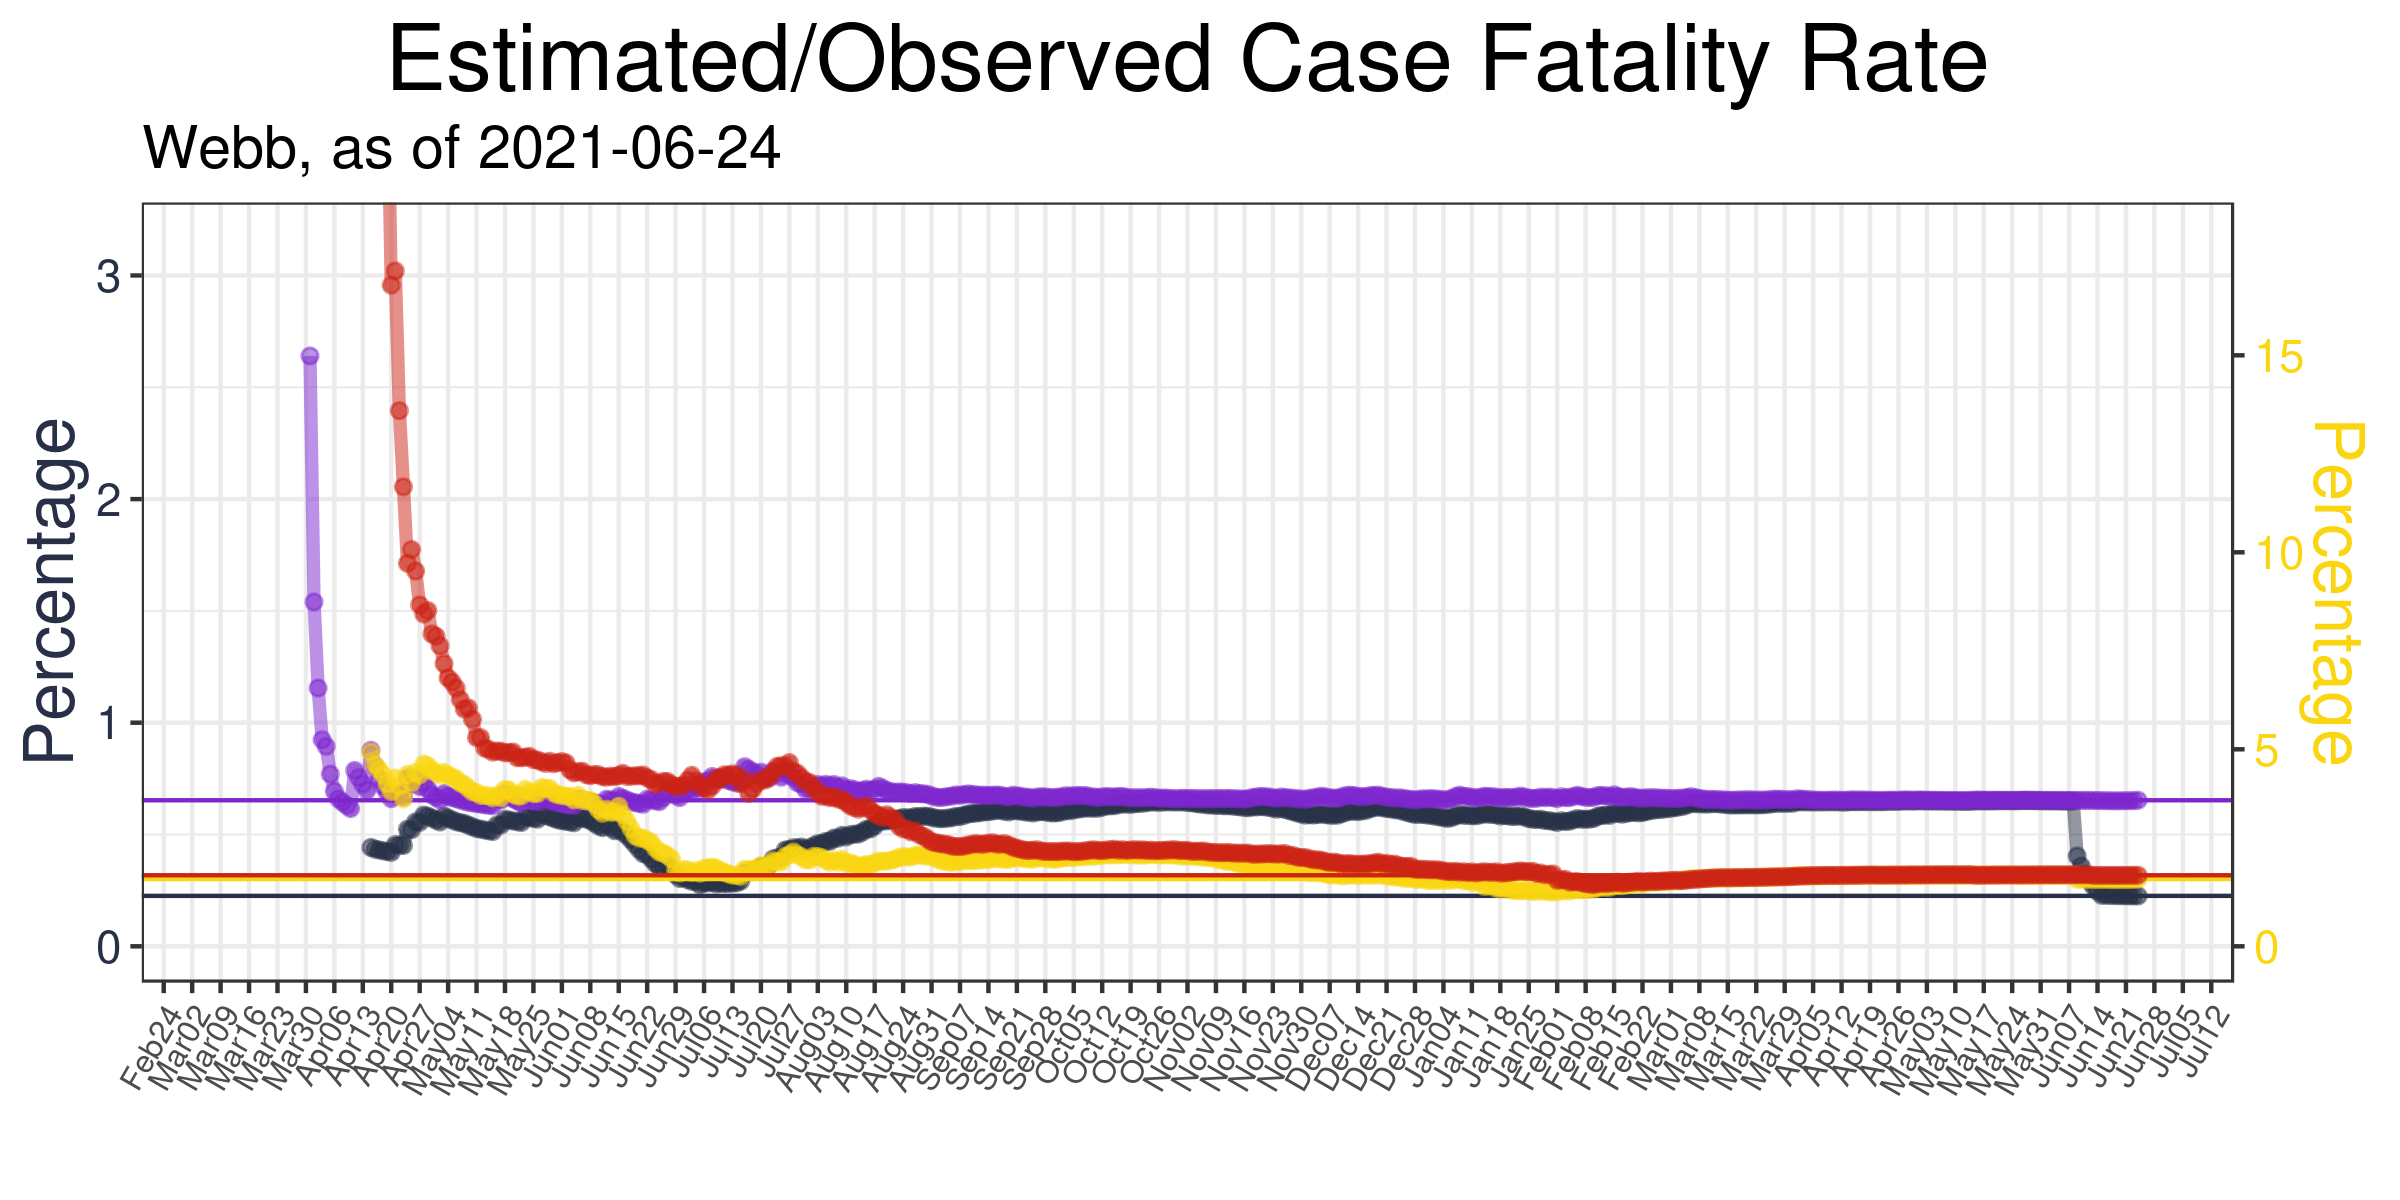 Estimated/Observed Case Fatality Rate
Webb, as of 2021-06-24
Percentage
3
2
1
0
15
10
5
0
Percentage
Feb24
Mar02
Mar09
Mar16
Mar23
Mar30
Apr06
Apr13
Apr20
Apr27
May04
May11
May18
May25
Jun01
Jun08
Jun15
Jun22
Jun29
Jul06
Jul13
Jul20
Jul27
Aug03
Aug10
Aug17
Aug24
Aug31
Sep07
Sep14
Sep21
Sep28
Oct05
Oct12
Oct19
Oct26
Nov02
Nov09
Nov16
Nov23
Nov30
Dec07
Dec14
Dec21
Dec28
Jan04
Jan11
Jan18
Jan25
Feb01
Feb08
Feb15
Feb22
Mar01
Mar08
Mar15
Mar22
Mar29
Apr05
Apr12
Apr19
Apr26
May03
May10
May17
May24
May31
Jun07
Jun14
Jun21
Jun28
Jul05
Jul12